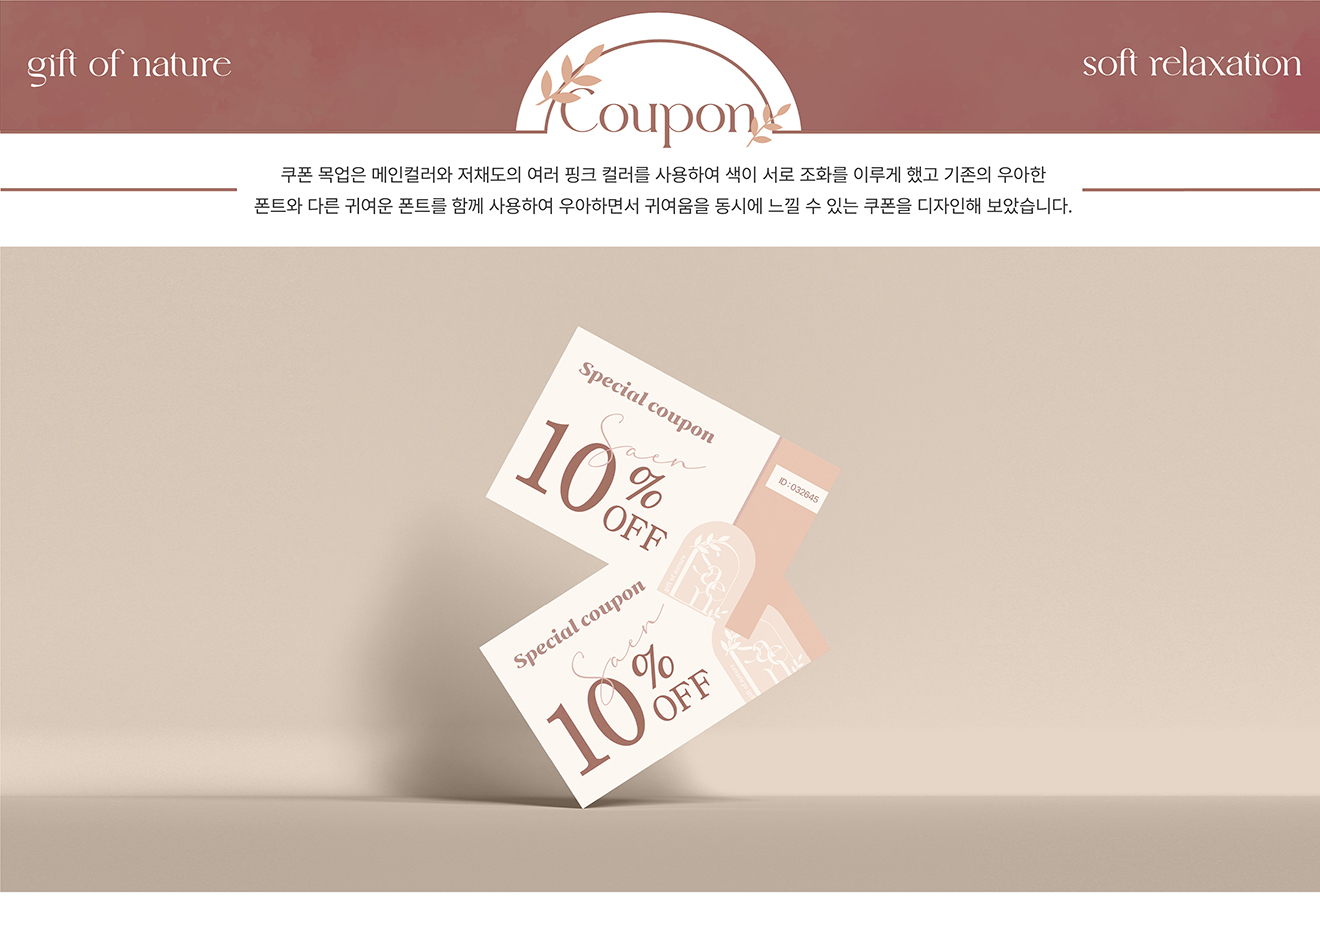 gift of nature
soft relaxation
Coupon
쿠폰 목업은 메인컬러와 저채도의 여러 핑크 컬러를 사용하여 색이 서로 조화를 이루게 했고 기존의 우아한
폰트와 다른 귀여운 폰트를 함께 사용하여 우아하면서 귀여움을 동시에 느낄 수 있는 쿠폰을 디자인해 보았습니다.
Special coupon
Saen
10%
OFF
ID : 032645
gift of nature
Special coupon
Saen
10%
OFF